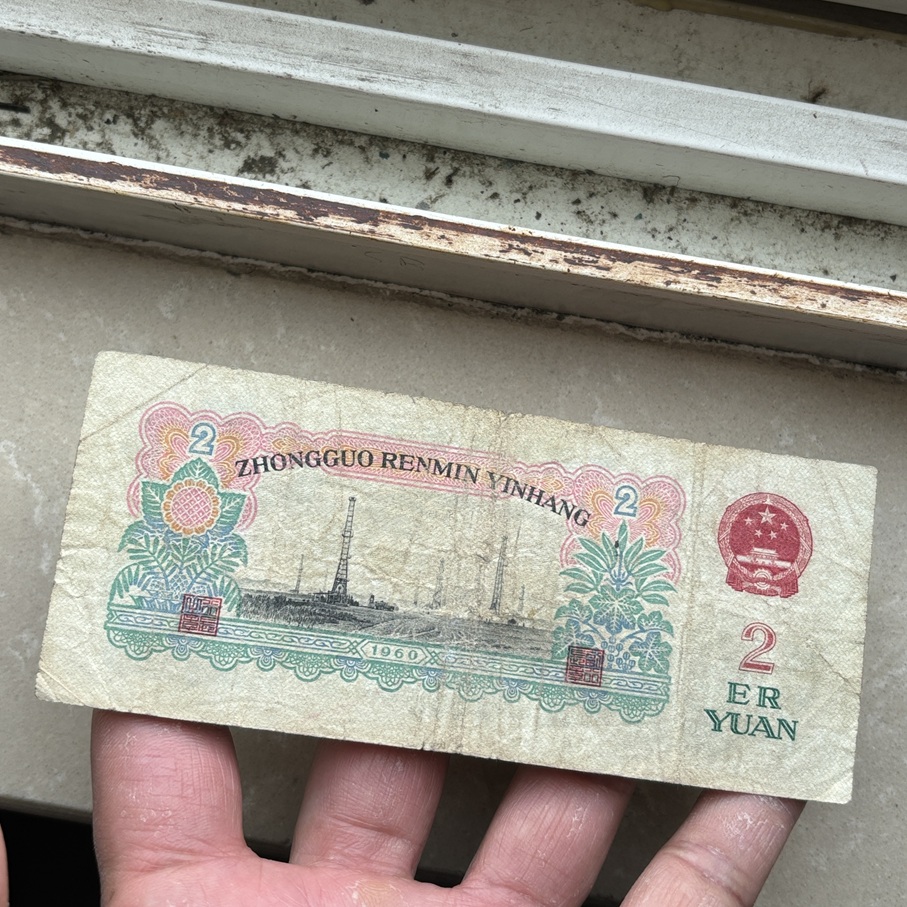 2
ZHONGGUO RENMIN YINHANG
2
1960
2
ER
YUAN